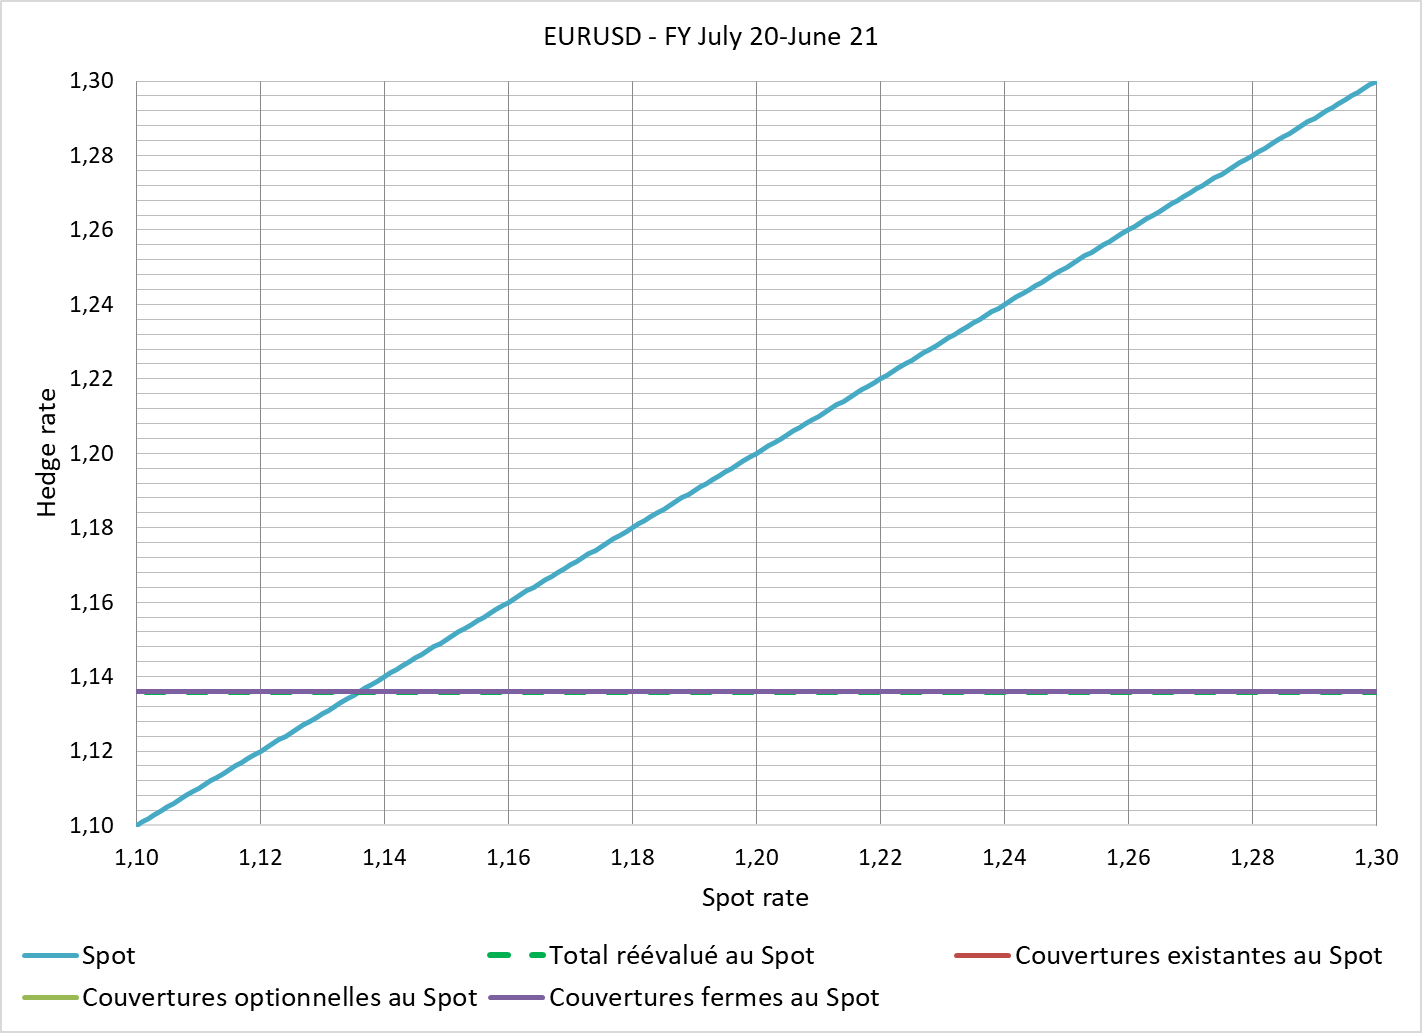 EURUSD - FY July 20-June 21
1,30
1,28
1,26
1,24
1,22
1,20
1,18
1,16
1,14
1,12
1,10
Hedge rate
1,10 1,12 1,14 1,16 1,18 1,20 1,22 1,24 1,26 1,28 1,30
Spot rate
Spot Total réévalué au Spot Couvertures existantes au Spot
Couvertures optionnelles au Spot Couvertures fermes au Spot